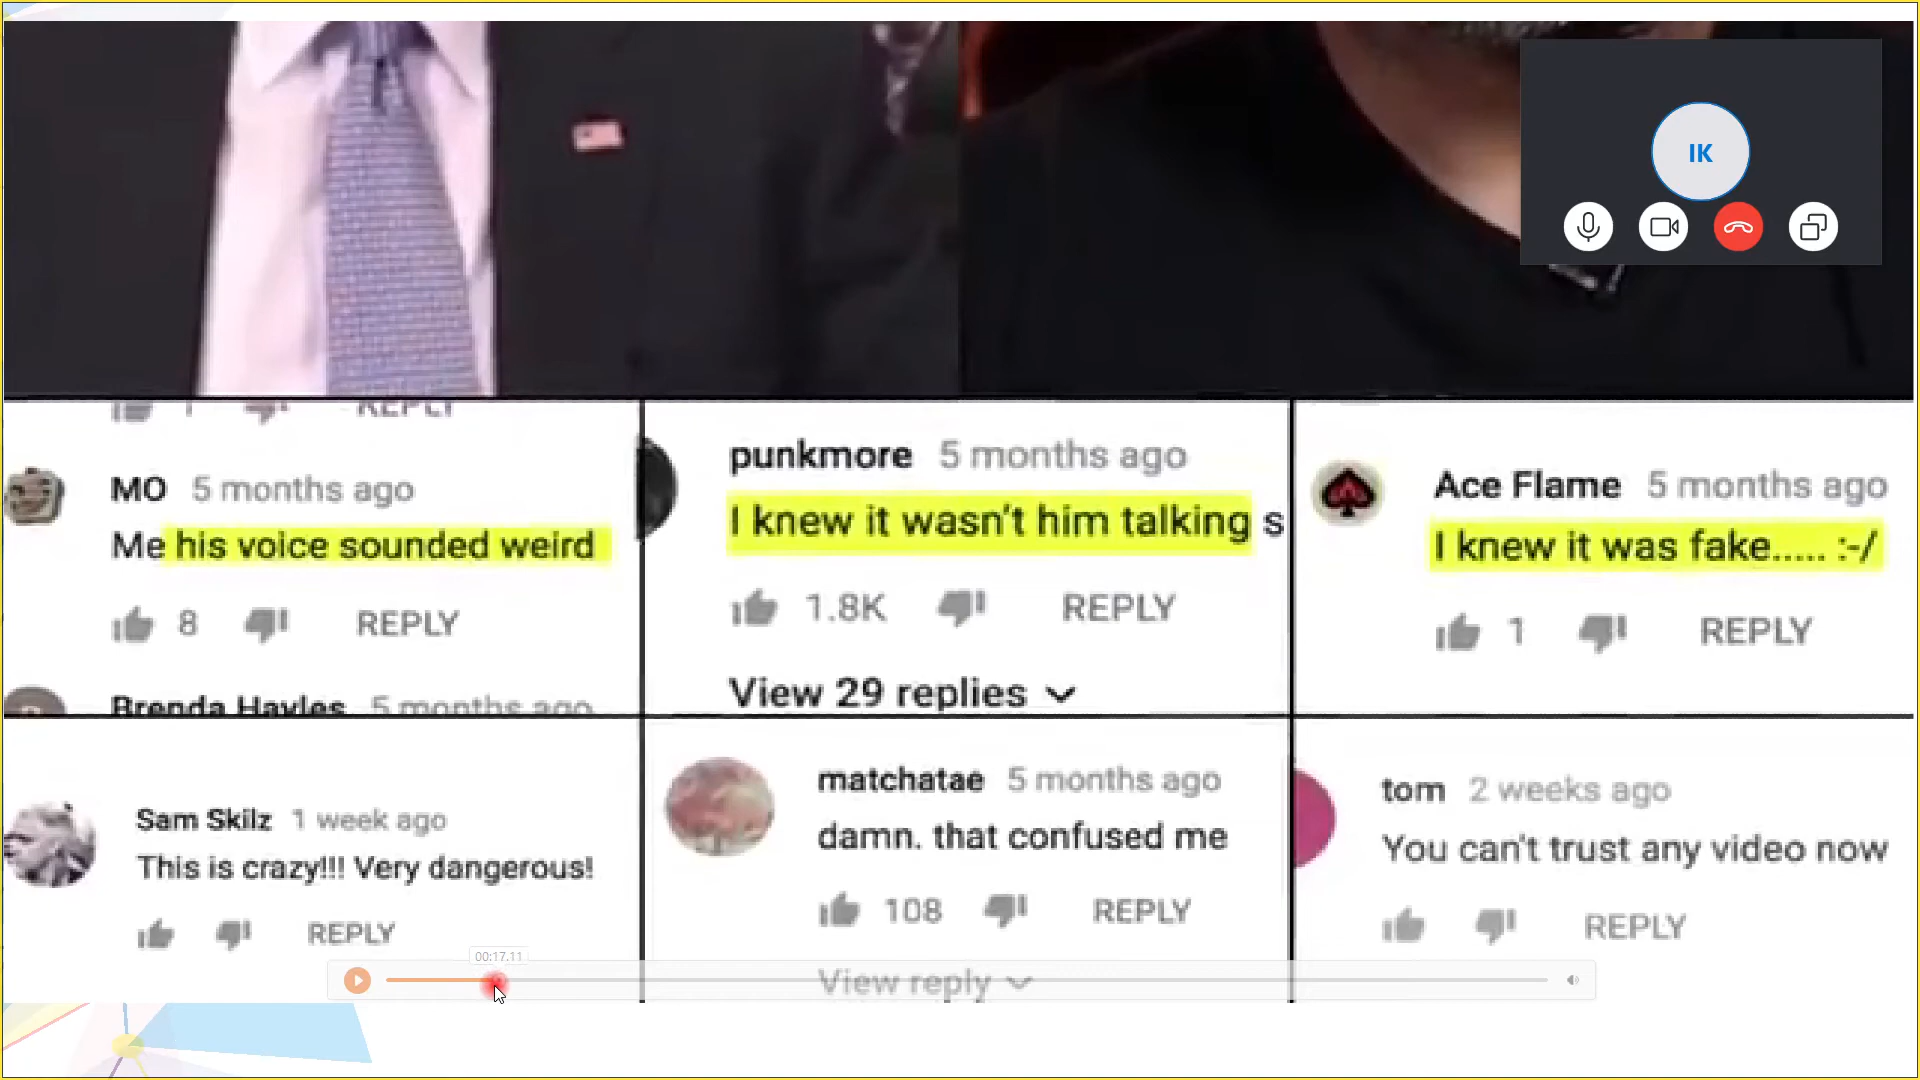 IK
REPLY
MO 5 months ago
Me his voice sounded weird
8 REPLY
Brenda Hayles 5 months ago
punkmore 5 months ago
I knew it wasn't him talking s
1.8K REPLY
View 29 replies
Ace Flame 5 months ago
I knew it was fake..... :-/
1 REPLY
Sam Skilz 1 week ago
This is crazy!!! Very dangerous!
REPLY
matchatae 5 months ago
damn. that confused me
108 REPLY
View reply
tom 2 weeks ago
You can't trust any video now
REPLY
00:17.11